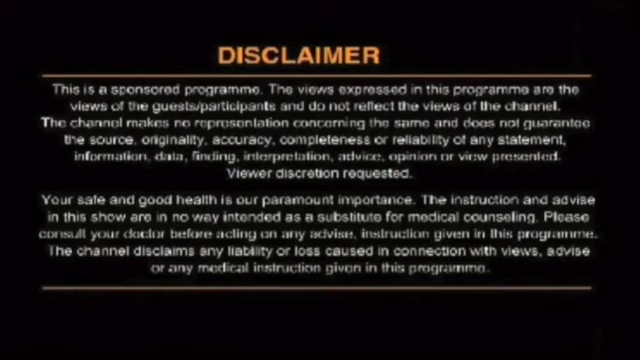 DISCLAIMER
This is a sponsored programme. The views expressed in this programme are the
views of the guests/participants and do not reflect the views of the channel.
The channel makes no representation concerning the same and does not guarantee
the source, originality, accuracy, completeness or reliability of any statement,
information, data, finding, interpretation, advice, opinion or view presented.
Viewer discretion requested.
Your safe and good health is our paramount importance. The instruction and advise
in this show are in no way intended as a substitute for medical counseling. Please
consult your doctor before acting on any advise, instruction given in this programme.
The channel disclaims any liability or loss caused in connection with views, advise
or any medical instruction given in this programme.